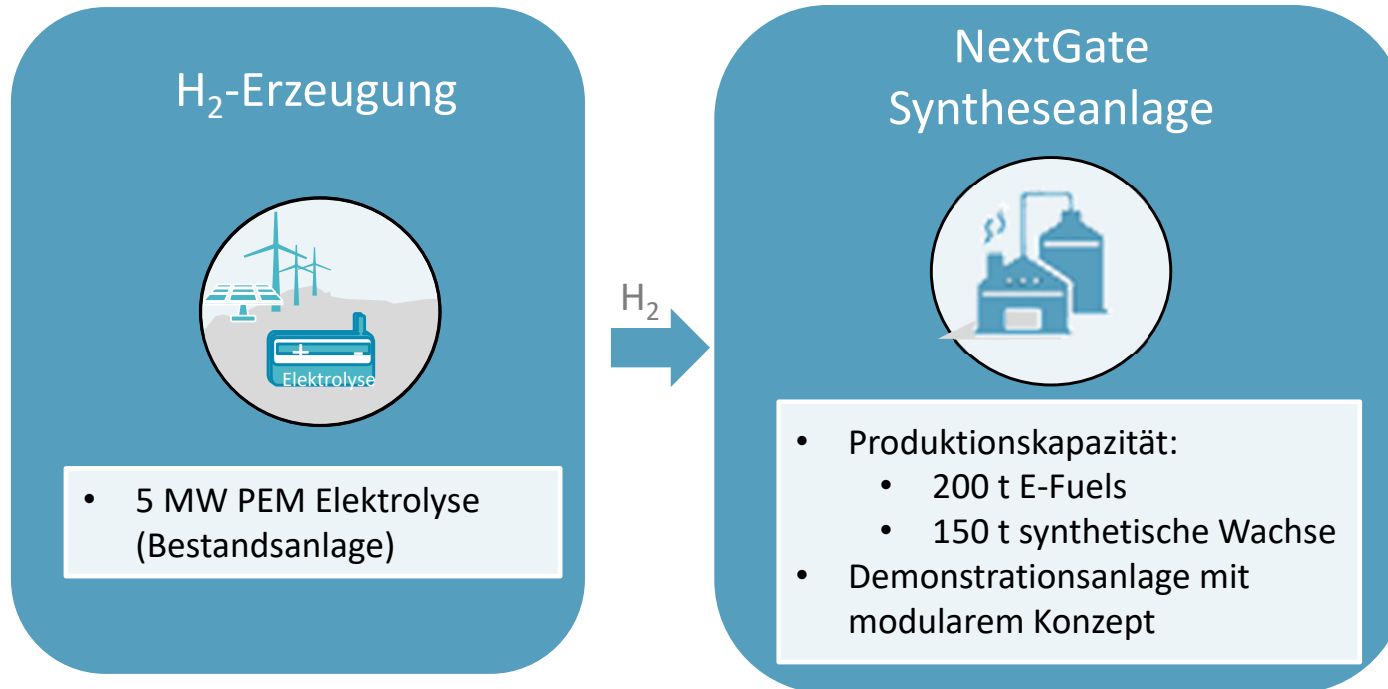 H₂-Erzeugung
Elektrolyse
• 5 MW PEM Elektrolyse
(Bestandsanlage)
H₂
NextGate
Syntheseanlage
• Produktionskapazität:
• 200 t E-Fuels
• 150 t synthetische Wachse
• Demonstrationsanlage mit
modularem Konzept